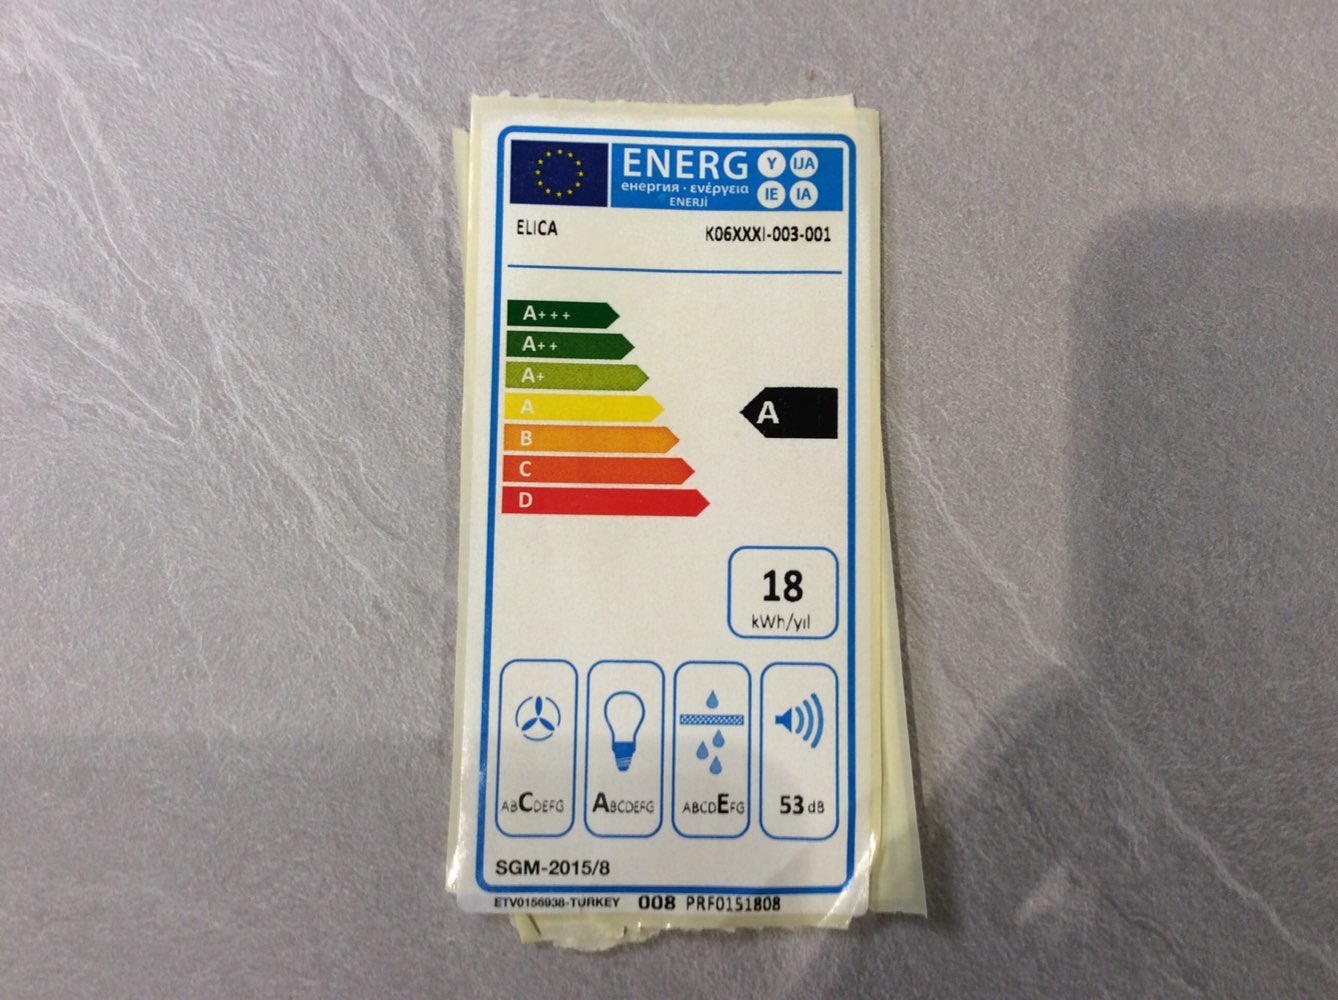 ENERG Y IJA
енергия · ενέργεια IE IA
ENERJİ
ELICA K06XXXI-003-001
A+++
A++
A+
A A
B
C
D
18
kWh/yıl
ABCDEFG ABCDEFG ABCDEFG 53 dB
SGM-2015/8
ETV0156938-TURKEY 008 PRF0151808